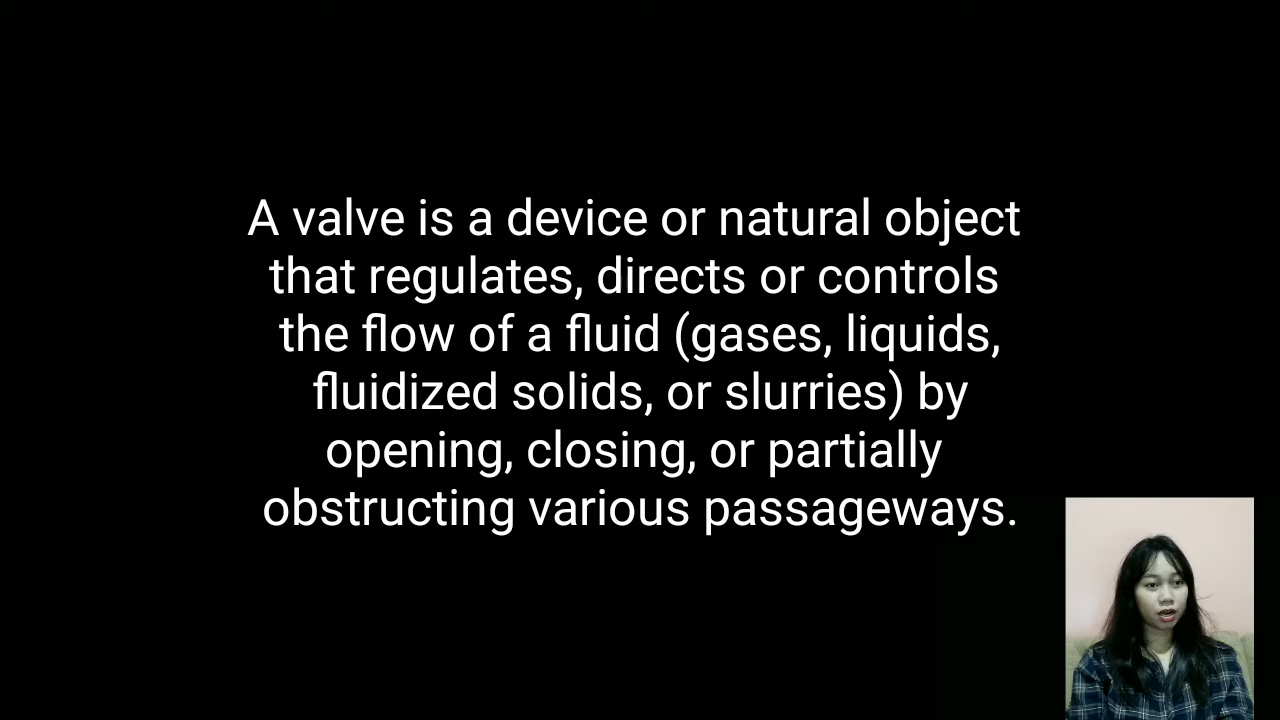 A valve is a device or natural object
that regulates, directs or controls
the flow of a fluid (gases, liquids,
fluidized solids, or slurries) by
opening, closing, or partially
obstructing various passageways.